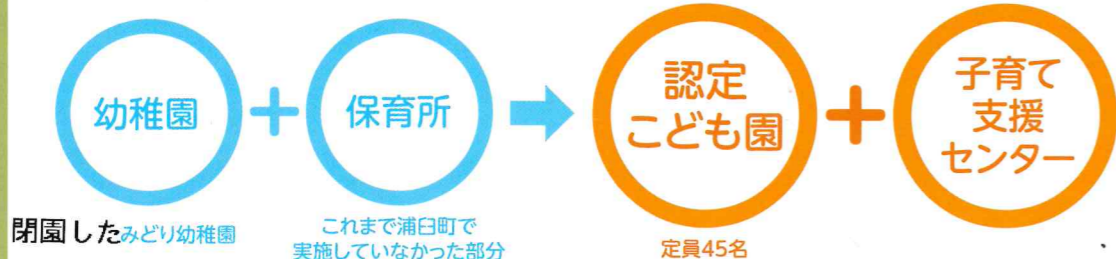 幼稚園
+
保育所
認定
こども園
+
子育て
支援
センター
閉園したみどり幼稚園
これまで浦臼町で
実施していなかった部分
定員45名